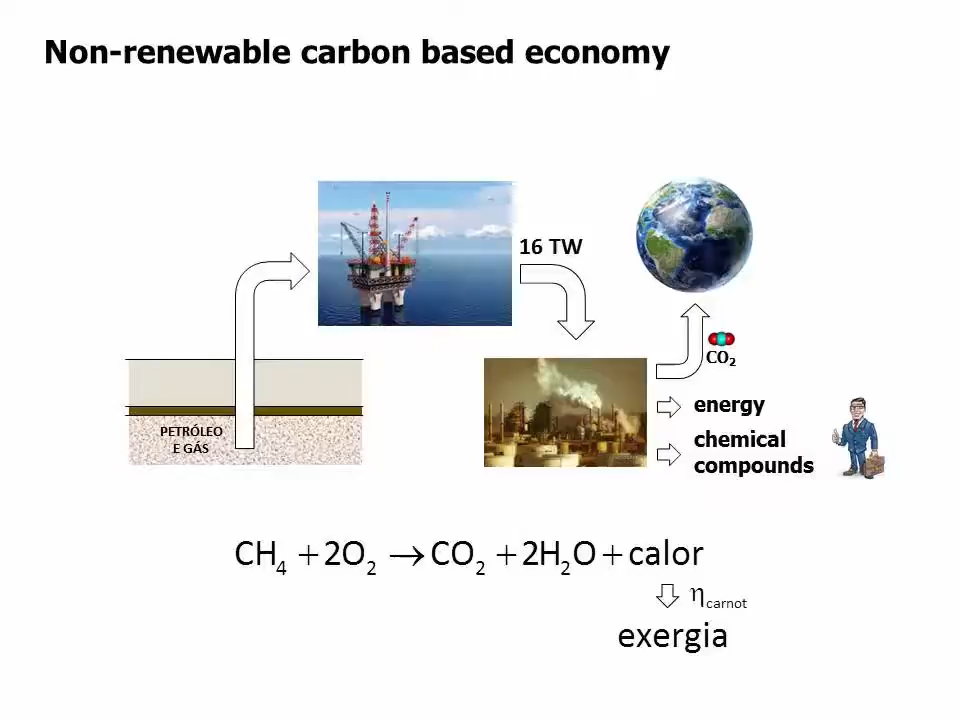 Non-renewable carbon based economy
16 TW
CO₂
PETRÓLEO
E GÁS
energy
chemical
compounds
CH₄ + 2O₂ → CO₂ + 2H₂O + calor
ηcarnot
exergia